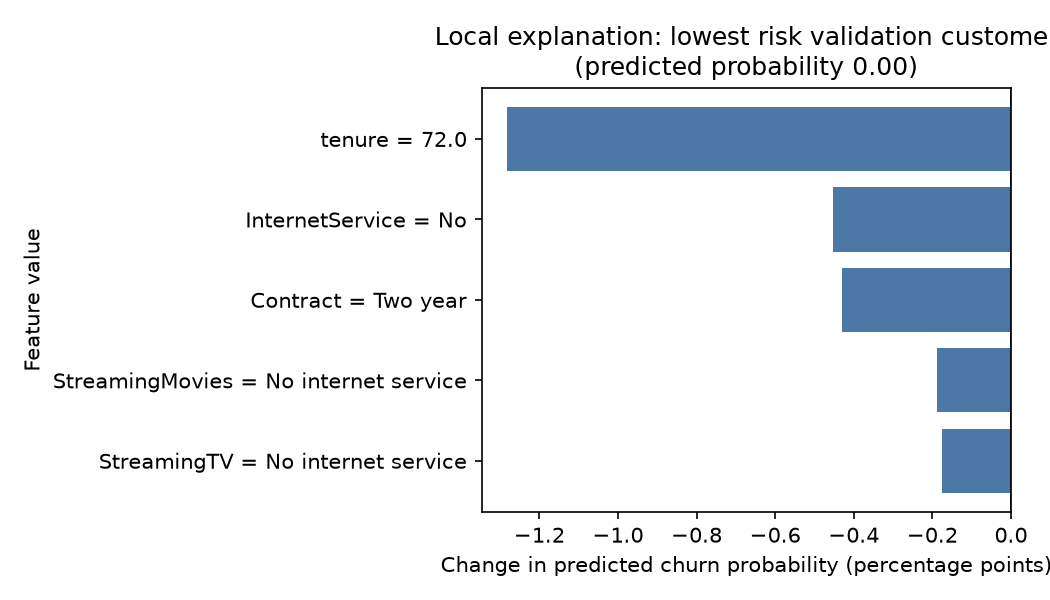 Local explanation: lowest risk validation custome
(predicted probability 0.00)
Feature value
tenure = 72.0
InternetService = No
Contract = Two year
StreamingMovies = No internet service
StreamingTV = No internet service
−1.2 −1.0 −0.8 −0.6 −0.4 −0.2 0.0
Change in predicted churn probability (percentage points)